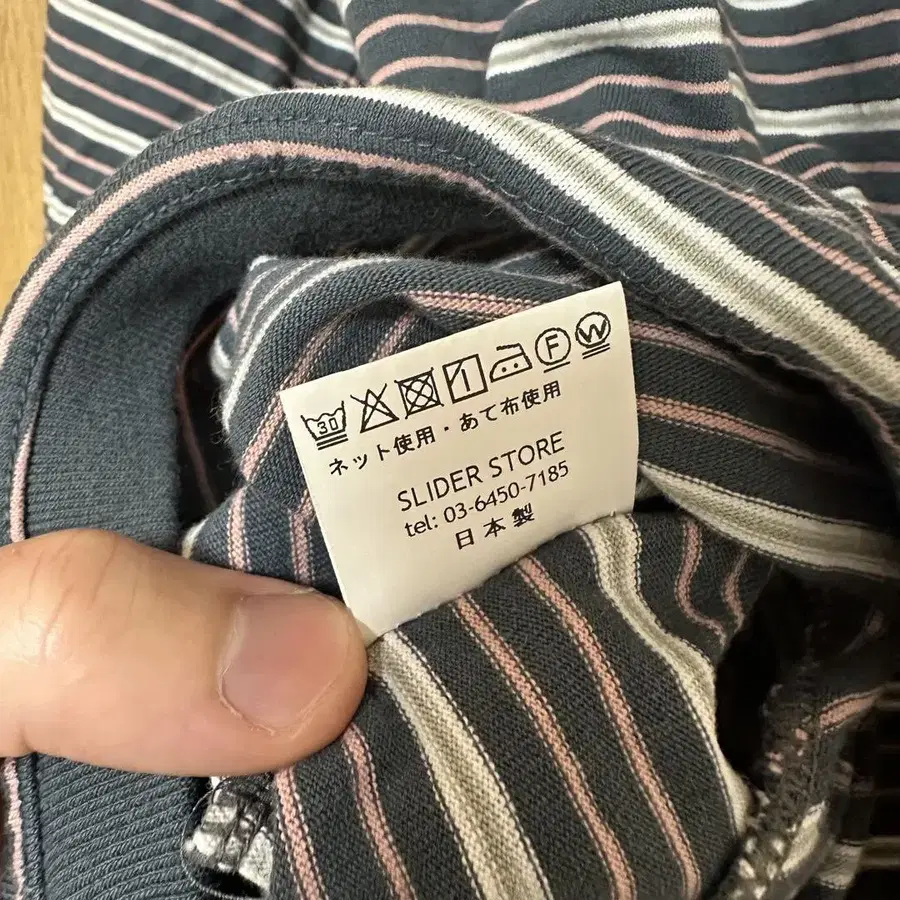 30 F W
ネット使用・あて布使用
SLIDER STORE
tel: 03-6450-7185
日本製